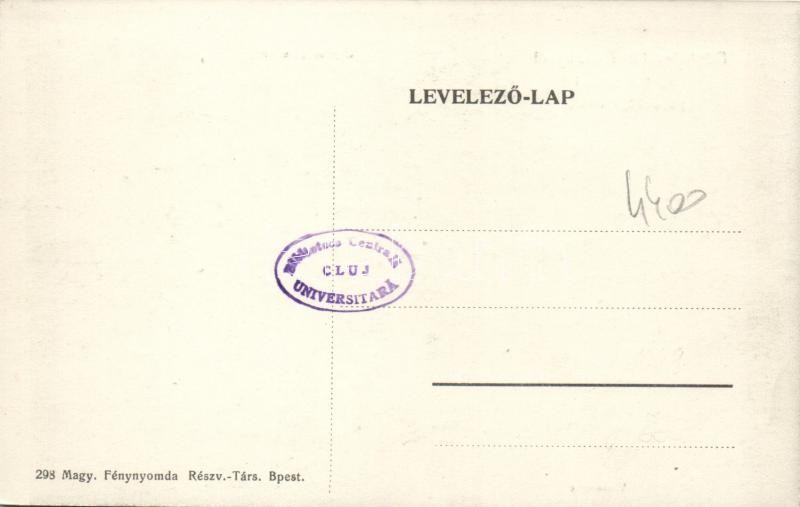 LEVELEZŐ-LAP
4400
Biblioteca Centrală
CLUJ
UNIVERSITARĂ
298 Magy. Fénynyomda Részv.-Társ. Bpest.